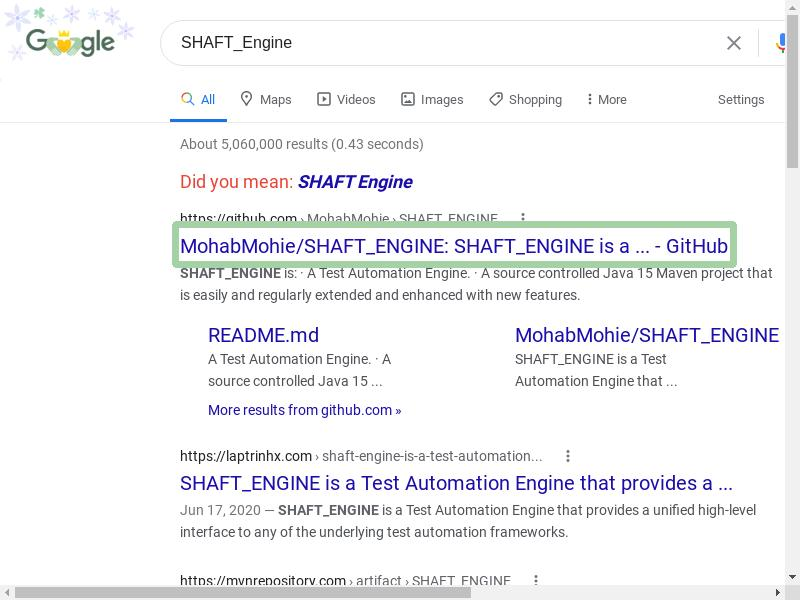 Google
SHAFT_Engine
All Maps Videos Images Shopping More Settings
About 5,060,000 results (0.43 seconds)
Did you mean: SHAFT Engine
https://github.com › MohabMohie › SHAFT_ENGINE
MohabMohie/SHAFT_ENGINE: SHAFT_ENGINE is a ... - GitHub
SHAFT_ENGINE is: · A Test Automation Engine. · A source controlled Java 15 Maven project that
is easily and regularly extended and enhanced with new features.
README.md
A Test Automation Engine. · A
source controlled Java 15 ...
MohabMohie/SHAFT_ENGINE
SHAFT_ENGINE is a Test
Automation Engine that ...
More results from github.com »
https://laptrinhx.com › shaft-engine-is-a-test-automation...
SHAFT_ENGINE is a Test Automation Engine that provides a ...
Jun 17, 2020 — SHAFT_ENGINE is a Test Automation Engine that provides a unified high-level
interface to any of the underlying test automation frameworks.
https://mvnrepository.com › artifact › SHAFT_ENGINE